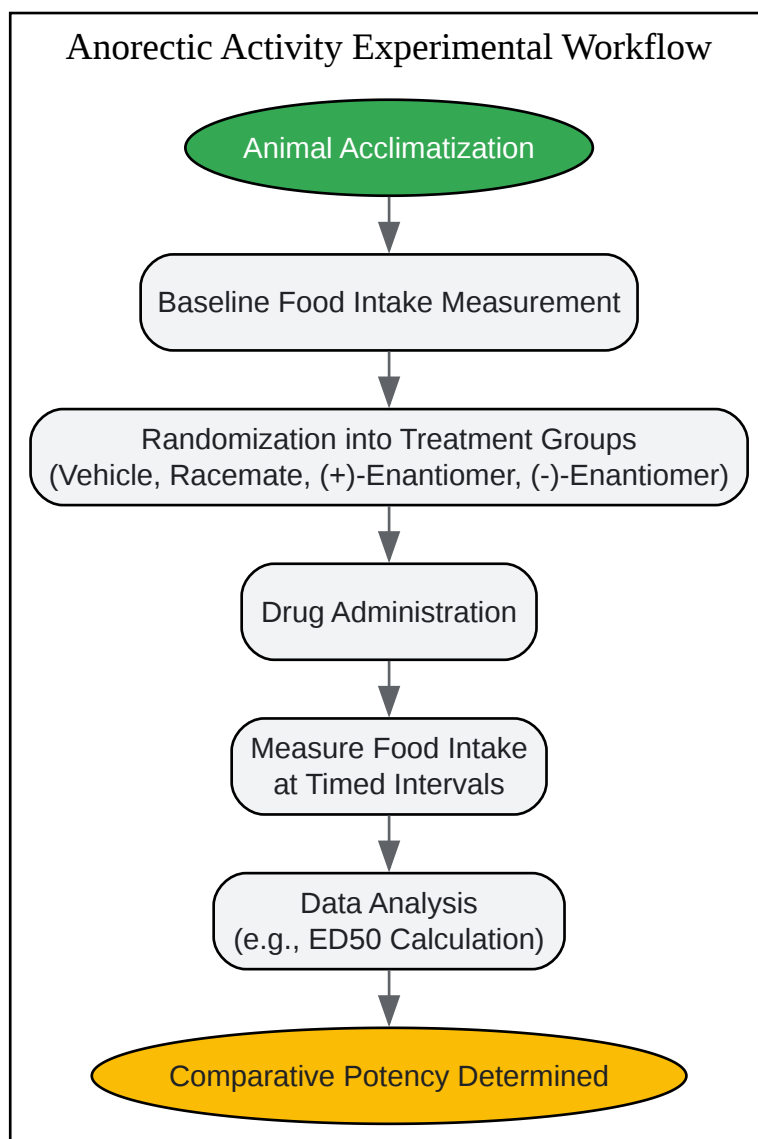 Anorectic Activity Experimental Workflow
Animal Acclimatization
Baseline Food Intake Measurement
Randomization into Treatment Groups
(Vehicle, Racemate, (+)-Enantiomer, (-)-Enantiomer)
Drug Administration
Measure Food Intake
at Timed Intervals
Data Analysis
(e.g., ED50 Calculation)
Comparative Potency Determined